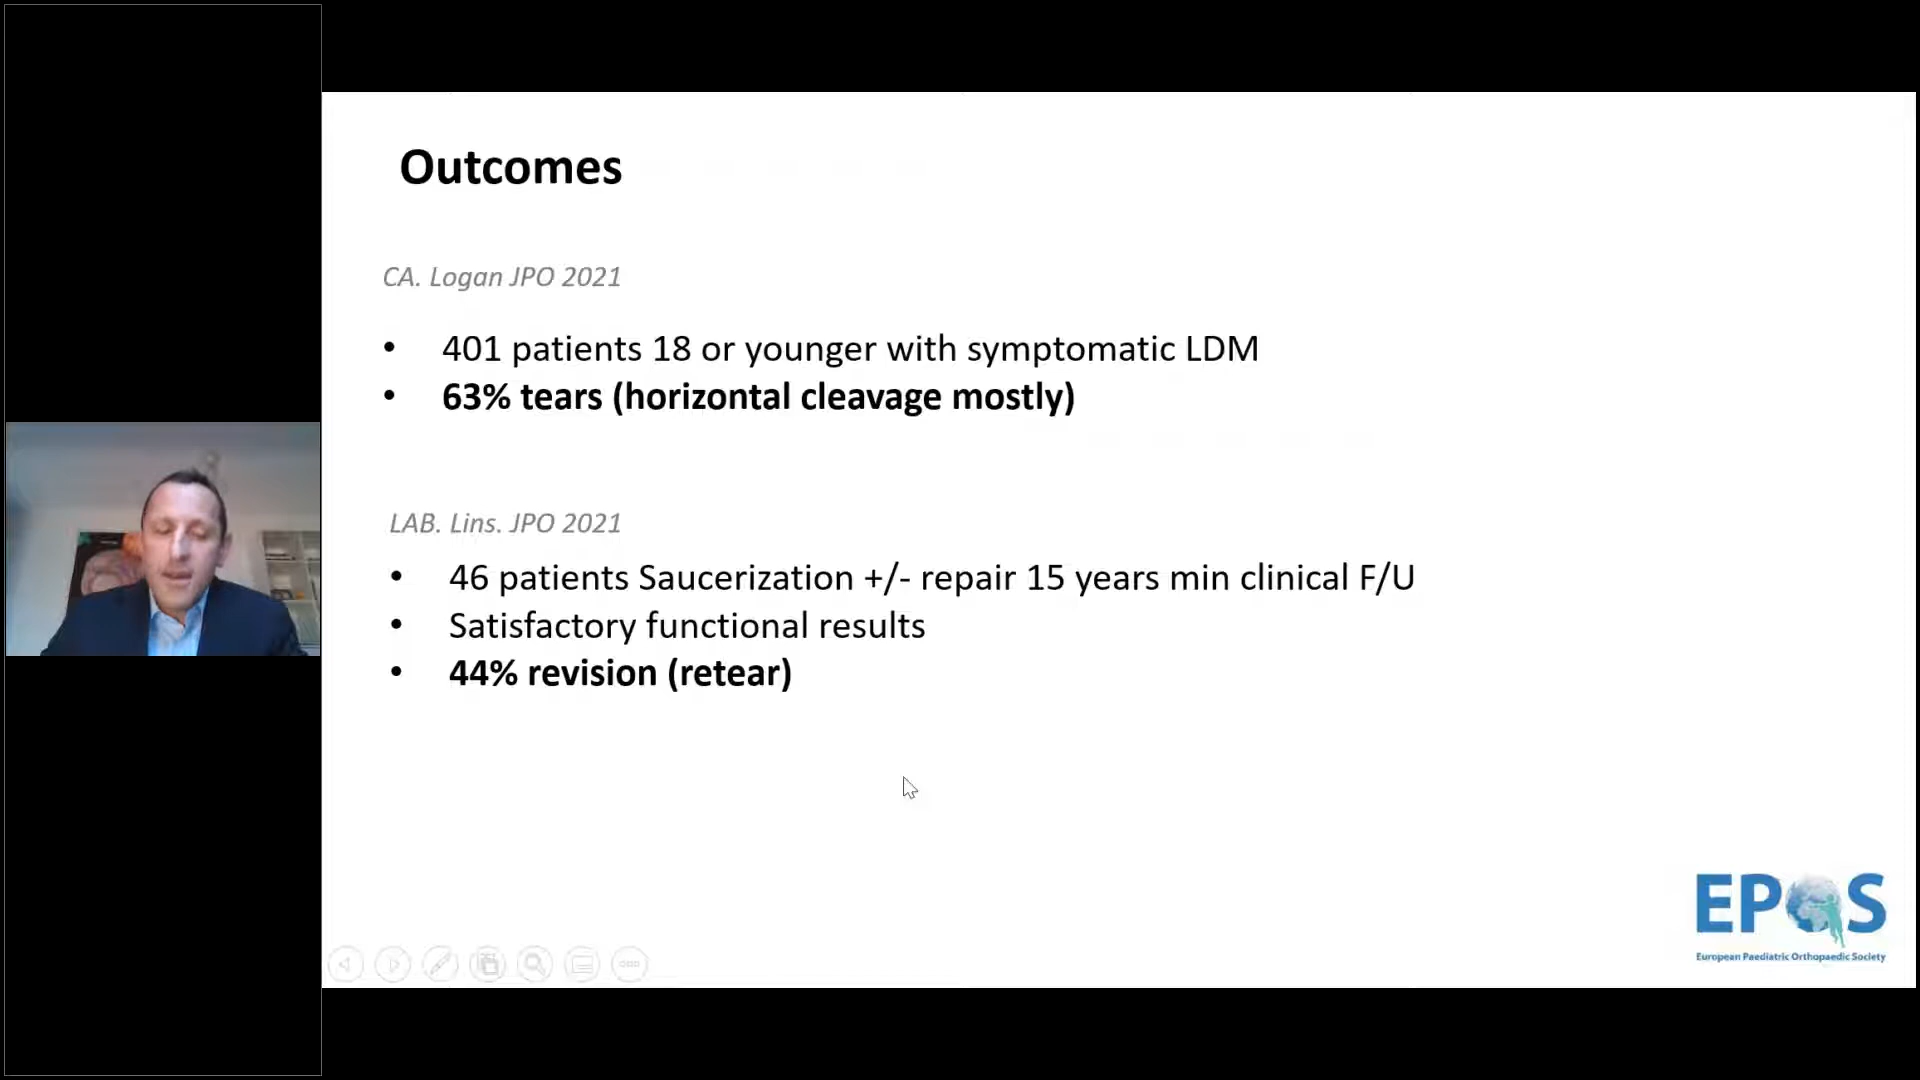 Outcomes
CA. Logan JPO 2021
• 401 patients 18 or younger with symptomatic LDM
• 63% tears (horizontal cleavage mostly)
LAB. Lins. JPO 2021
• 46 patients Saucerization +/- repair 15 years min clinical F/U
• Satisfactory functional results
• 44% revision (retear)
EPOS
European Paediatric Orthopaedic Society